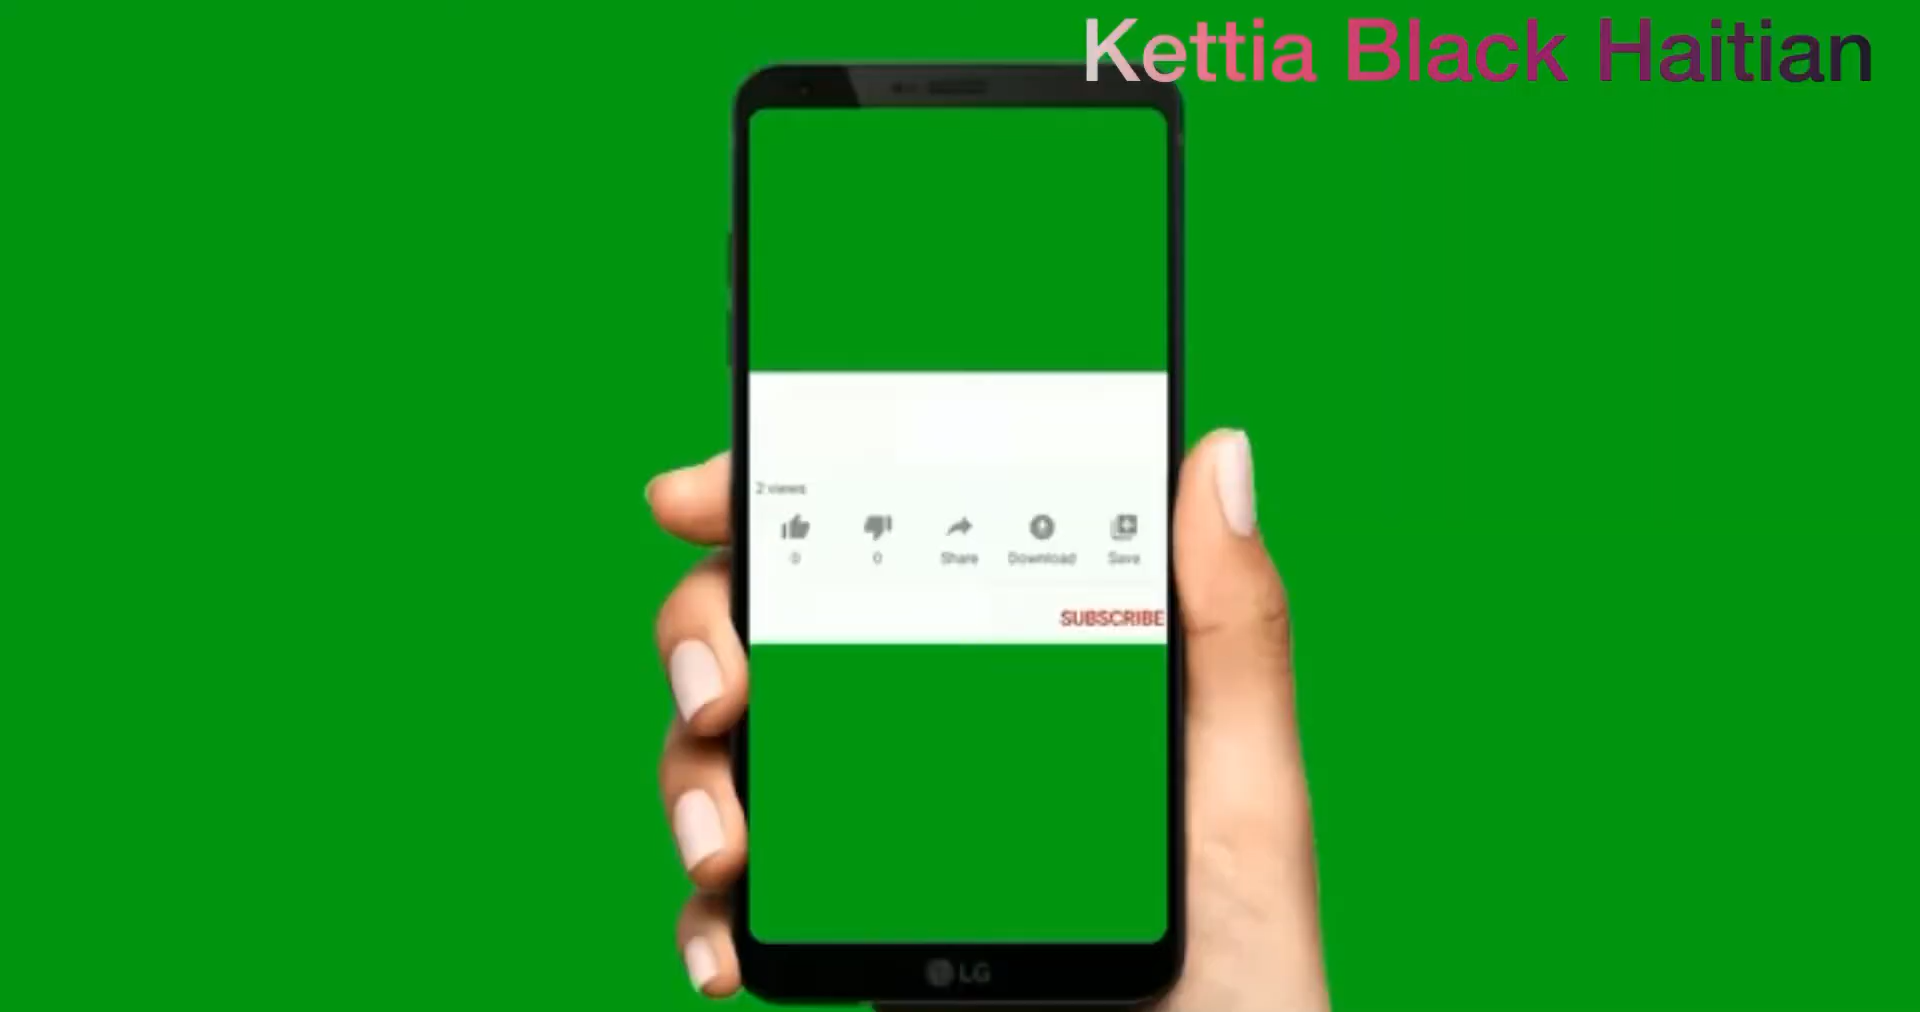 Kettia Black Haitian
2 views
0 0 Share Download Save
SUBSCRIBE
LG